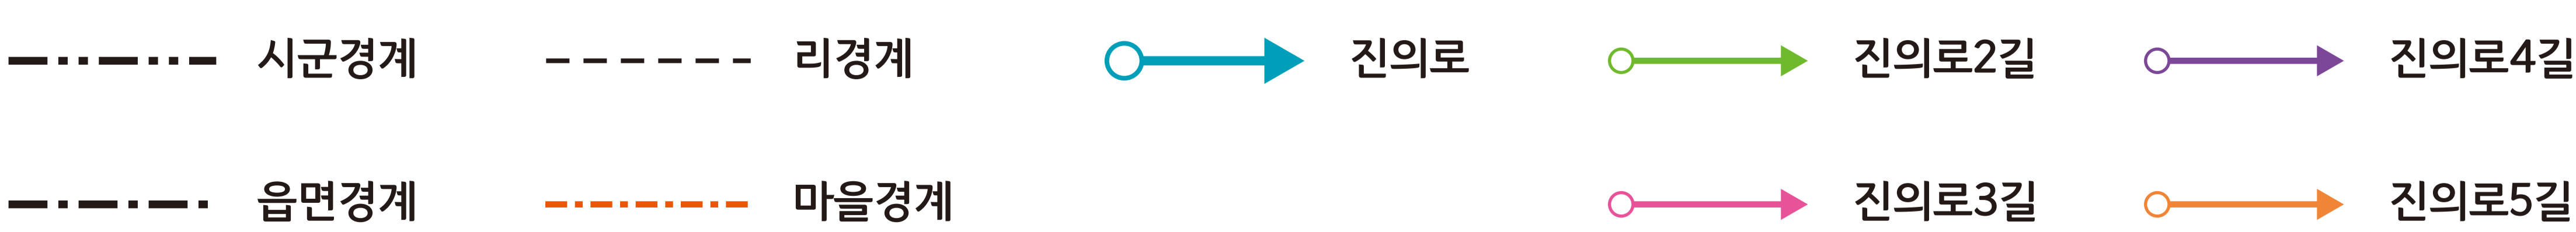 시군경계 리경계 진의로 진의로2길 진의로4길
읍면경계 마을경계 진의로3길 진의로5길